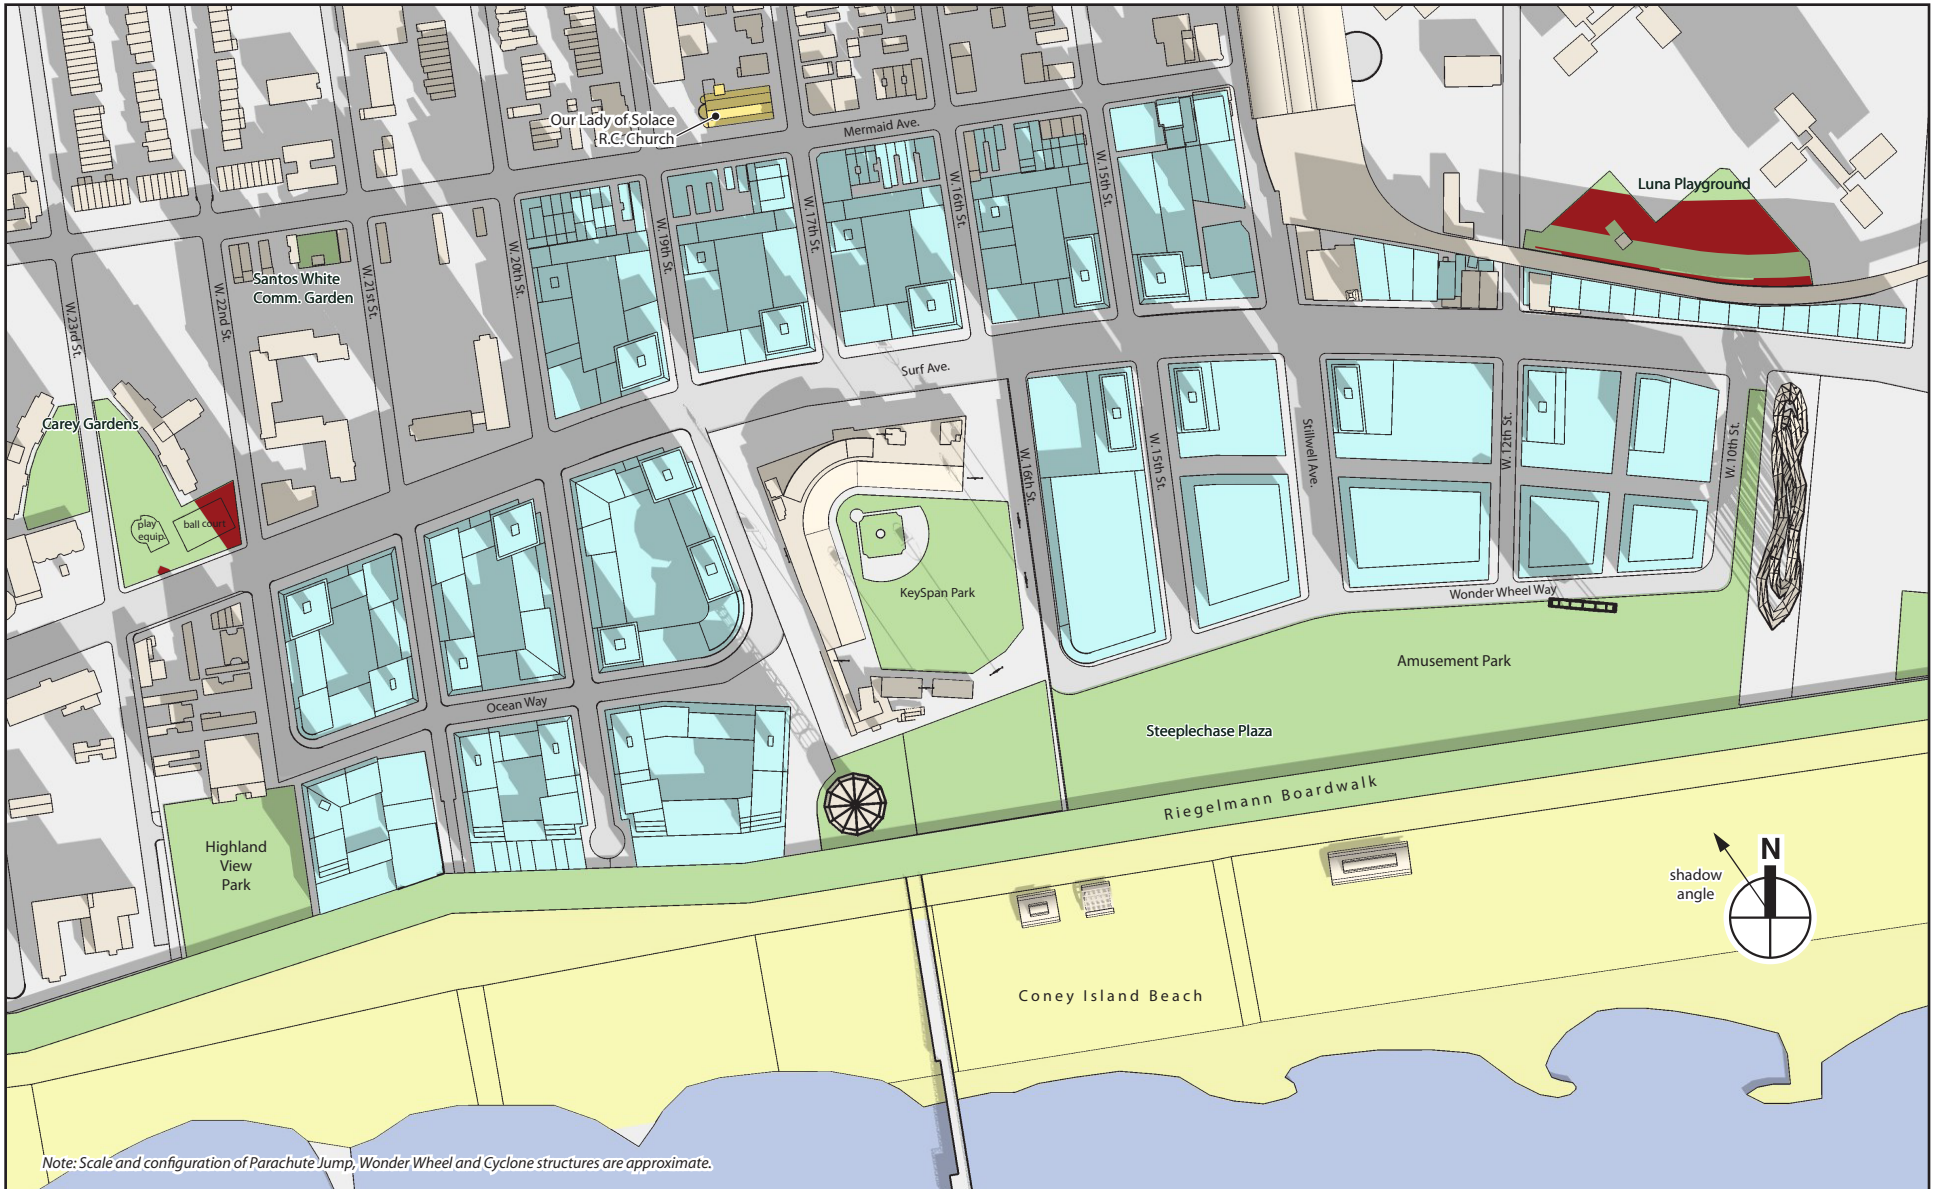 Our Lady of Solace
R.C. Church
Mermaid Ave.
Luna Playground
W. 15th St.
W. 16th St.
W. 17th St.
W. 19th St.
W. 20th St.
Santos White
Comm. Garden
W. 21st St.
W. 22nd St.
W. 23rd St.
Surf Ave.
Carey Gardens
play
equip.
ball court
W. 16th St.
W. 15th St.
Stillwell Ave.
W. 12th St.
W. 10th St.
KeySpan Park
Wonder Wheel Way
Amusement Park
Ocean Way
Steeplechase Plaza
Riegelmann Boardwalk
Highland
View
Park
N
shadow
angle
Coney Island Beach
Note: Scale and configuration of Parachute Jump, Wonder Wheel and Cyclone structures are approximate.